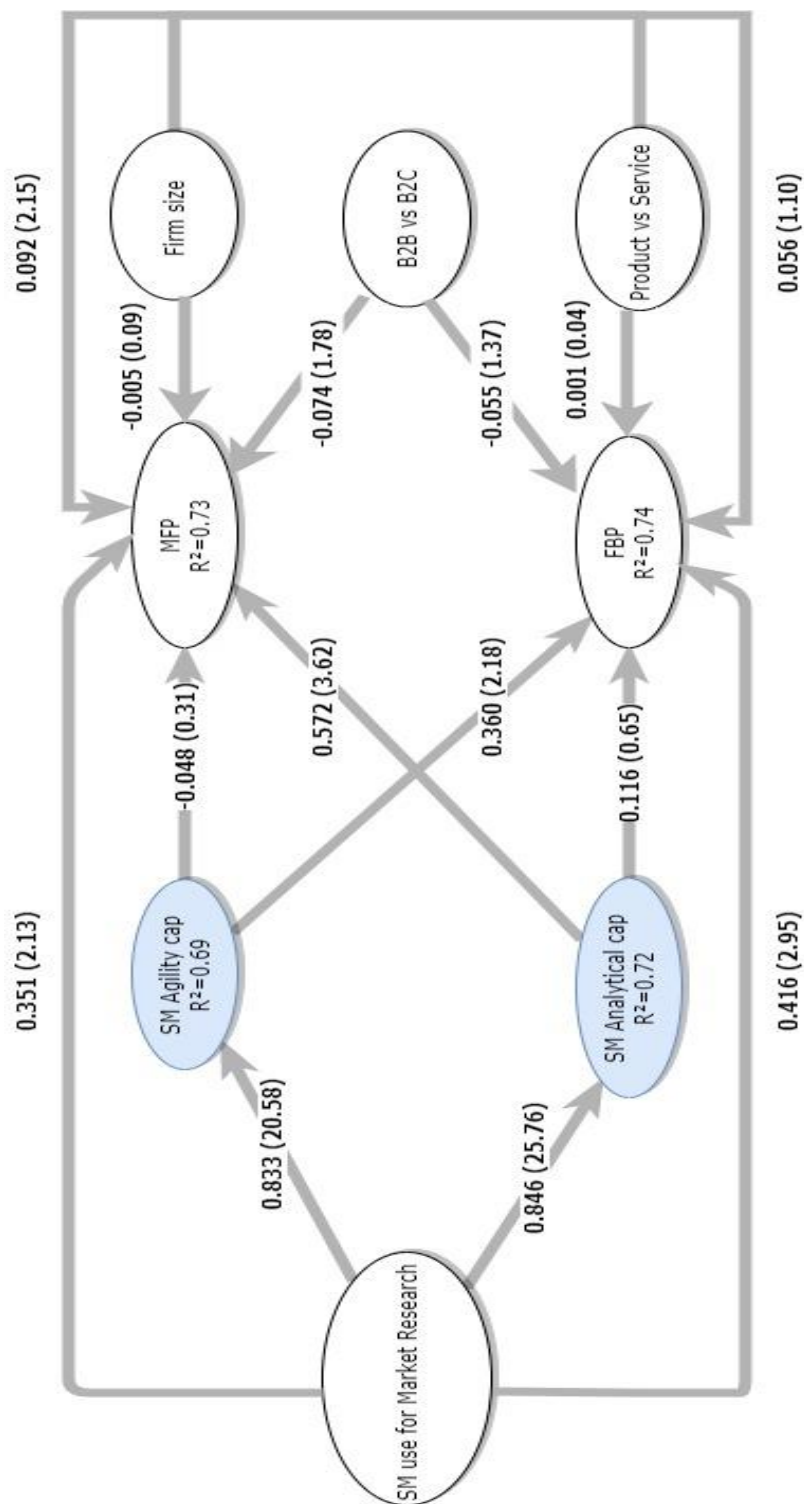 0.351 (2.13)
0.092 (2.15)
SM Agility cap
R²=0.69
-0.048 (0.31)
MFP
R²=0.73
-0.005 (0.09)
Firm size
0.833 (20.58)
0.572 (3.62)
-0.074 (1.78)
SM use for Market Research
B2B vs B2C
0.846 (25.76)
0.360 (2.18)
-0.055 (1.37)
SM Analytical cap
R²=0.72
0.116 (0.65)
FBP
R²=0.74
0.001 (0.04)
Product vs Service
0.416 (2.95)
0.056 (1.10)